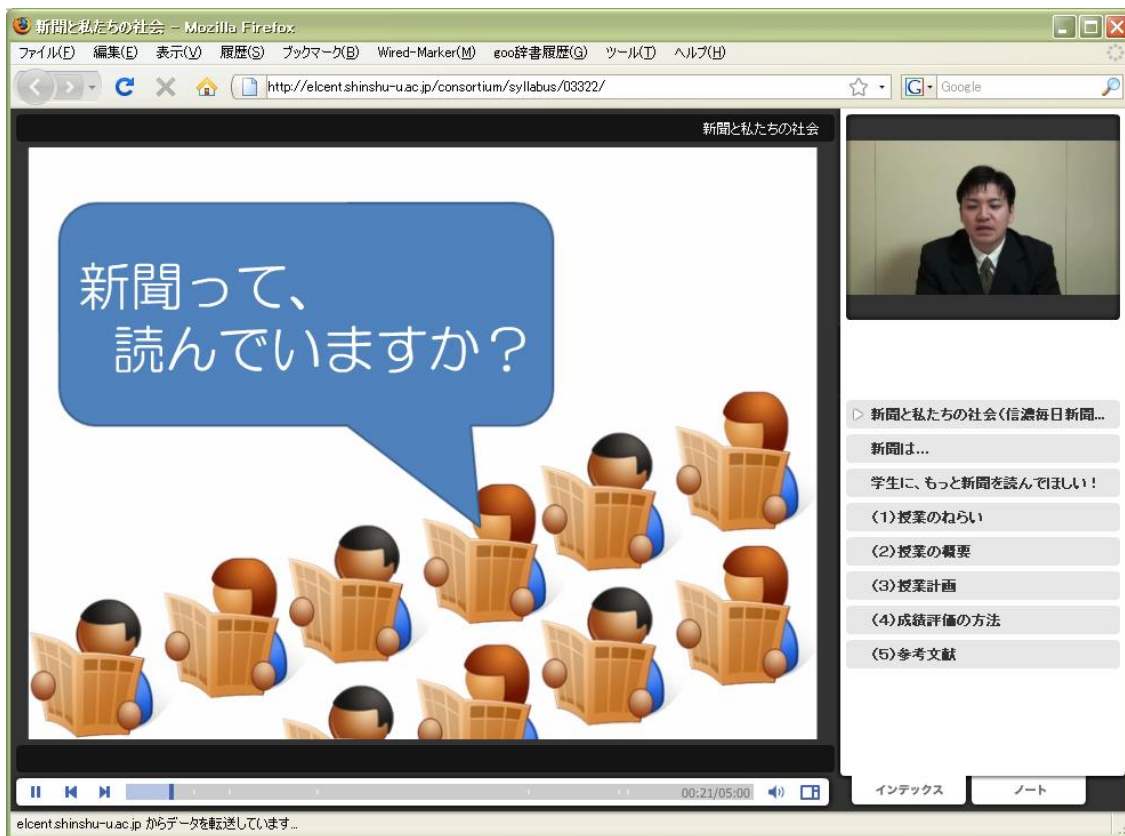 新聞と私たちの社会 - Mozilla Firefox
ファイル(F) 編集(E) 表示(V) 履歴(S) ブックマーク(B) Wired-Marker(M) goo辞書履歴(G) ツール(T) ヘルプ(H)
http://elcent.shinshu-u.ac.jp/consortium/syllabus/03322/
G
Google
新聞と私たちの社会
新聞って、
読んでいますか？
新聞と私たちの社会(信濃毎日新聞...
新聞は...
学生に、もっと新聞を読んでほしい！
(1)授業のねらい
(2)授業の概要
(3)授業計画
(4)成績評価の方法
(5)参考文献
00:21/05:00
インデックス
ノート
elcent.shinshu-u.ac.jp からデータを転送しています...